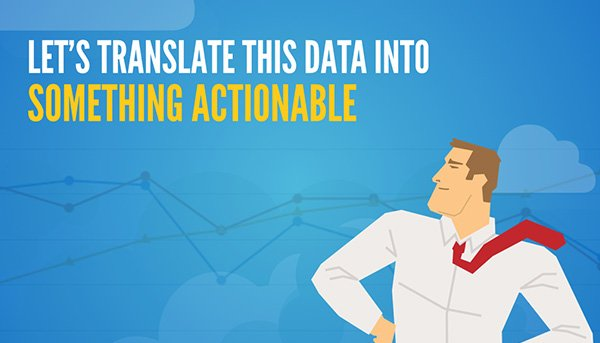 LET'S TRANSLATE THIS DATA INTO
SOMETHING ACTIONABLE